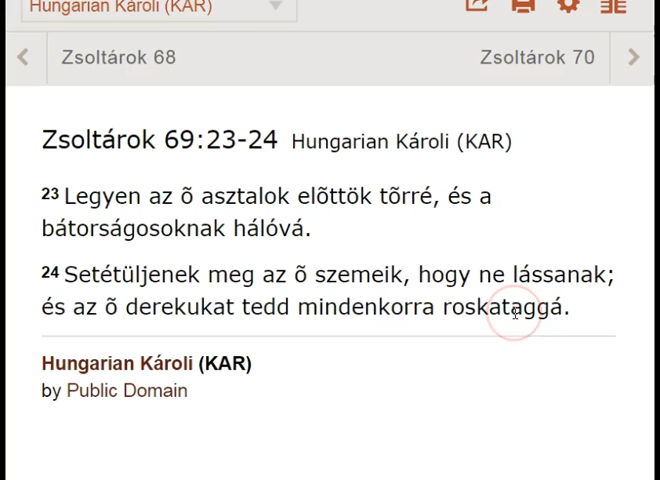 Hungarian Károli (KAR)
Zsoltárok 68
Zsoltárok 70
Zsoltárok 69:23-24 Hungarian Károli (KAR)
23 Legyen az õ asztalok elõttök tõrré, és a
bátorságosoknak hálóvá.
24 Setétüljenek meg az õ szemeik, hogy ne lássanak;
és az õ derekukat tedd mindenkorra roskataggá.
Hungarian Károli (KAR)
by Public Domain